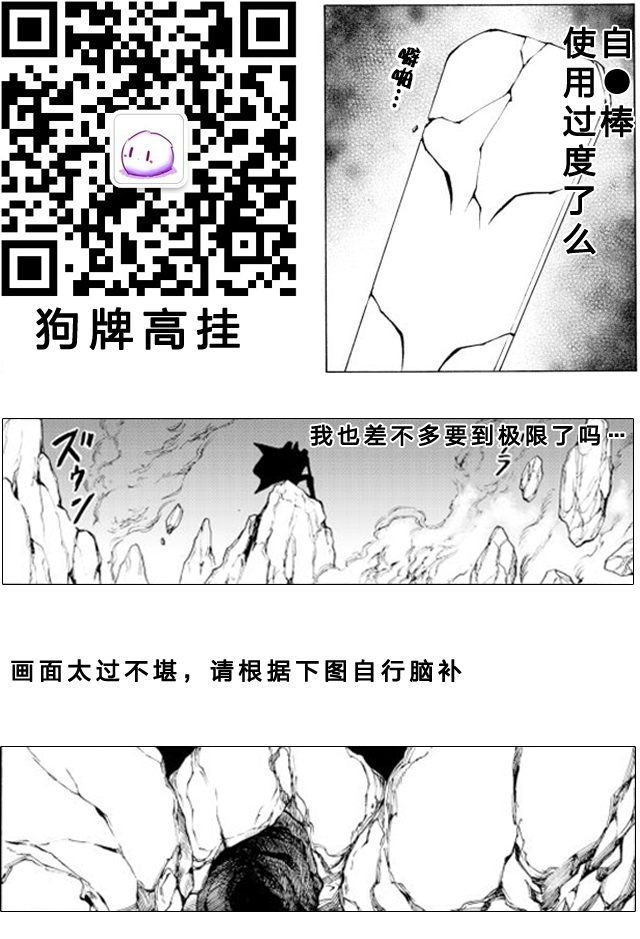 自●棒
使用过度了么
狗牌高挂
我也差不多要到极限了吗…
ズゥン
画面太过不堪，请根据下图自行脑补